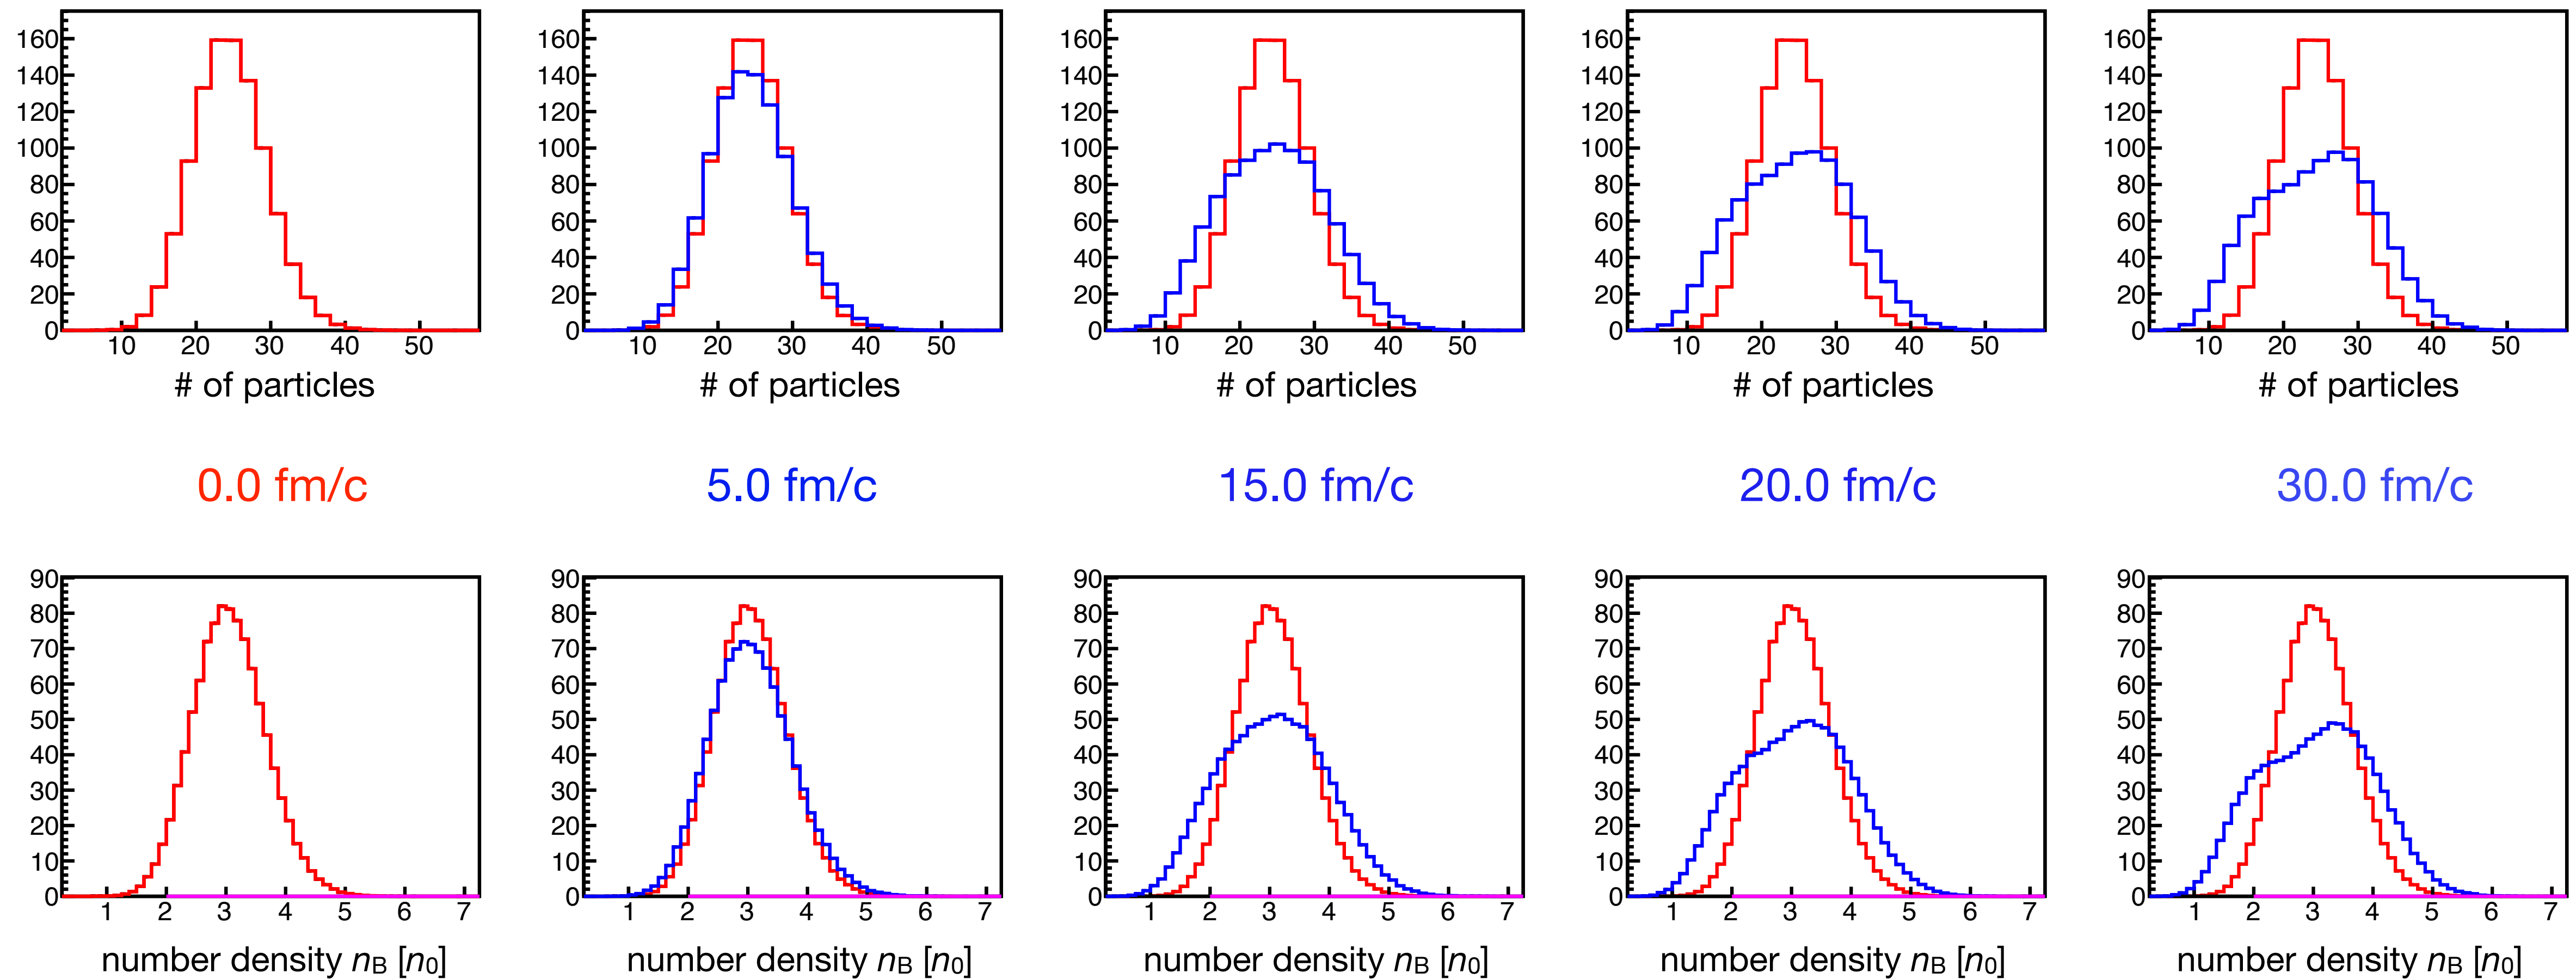 160 160 160 160 160
140 140 140 140 140
120 120 120 120 120
100 100 100 100 100
80 80 80 80 80
60 60 60 60 60
40 40 40 40 40
20 20 20 20 20
0 0 0 0 0
10 20 30 40 50 10 20 30 40 50 10 20 30 40 50 10 20 30 40 50 10 20 30 40 50
# of particles # of particles # of particles # of particles # of particles
0.0 fm/c 5.0 fm/c 15.0 fm/c 20.0 fm/c 30.0 fm/c
90 90 90 90 90
80 80 80 80 80
70 70 70 70 70
60 60 60 60 60
50 50 50 50 50
40 40 40 40 40
30 30 30 30 30
20 20 20 20 20
10 10 10 10 10
0 0 0 0 0
1 2 3 4 5 6 7 1 2 3 4 5 6 7 1 2 3 4 5 6 7 1 2 3 4 5 6 7 1 2 3 4 5 6 7
number density nB [n0] number density nB [n0] number density nB [n0] number density nB [n0] number density nB [n0]